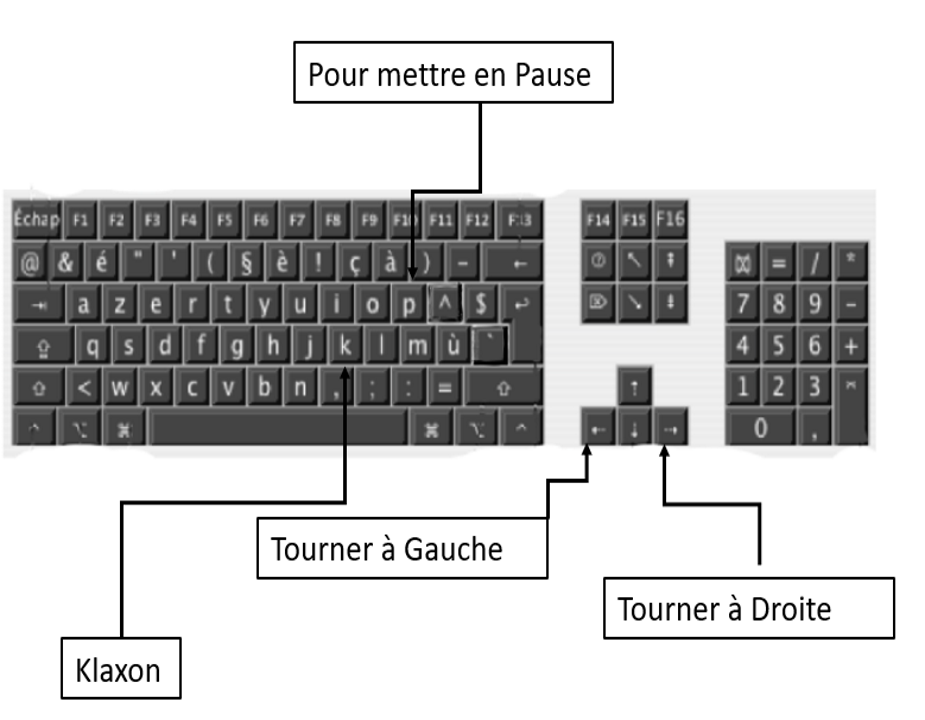 Pour mettre en Pause
Échap F1 F2 F3 F4 F5 F6 F7 F8 F9 F10 F11 F12 F13 F14 F15 F16
@ & é " ' ( § è ! ç à ) - ← = / *
⇥ a z e r t y u i o p ^ $ ↩ ⌦ ↘ ⇟ 7 8 9 -
q s d f g h j k l m ù ` 4 5 6 +
⇧ < w x c v b n , ; : = ⇧ ↑ 1 2 3
⌥ ⌘ ⌘ ⌥ ^ ← ↓ → 0 ,
Tourner à Gauche
Tourner à Droite
Klaxon